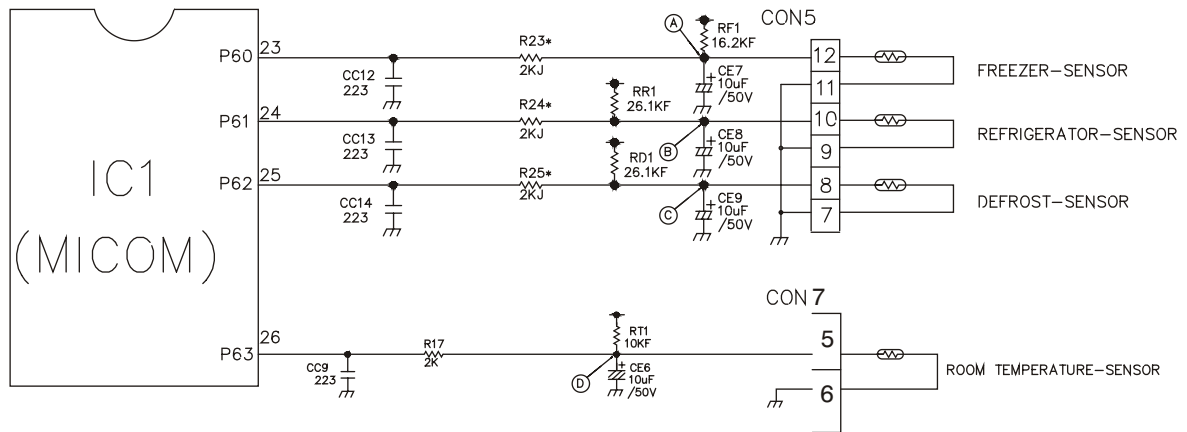 IC1
(MICOM)
P60
23
CC12
223
R23*
2KJ
A
RF1
16.2KF
CE7
10uF
/50V
CON5
12
11
FREEZER-SENSOR
P61
24
CC13
223
R24*
2KJ
RR1
26.1KF
B
CE8
10uF
/50V
10
9
REFRIGERATOR-SENSOR
P62
25
CC14
223
R25*
2KJ
RD1
26.1KF
C
CE9
10uF
/50V
8
7
DEFROST-SENSOR
P63
26
CC9
223
R17
2K
RT1
10KF
D
CE6
10uF
/50V
CON7
5
6
ROOM TEMPERATURE-SENSOR